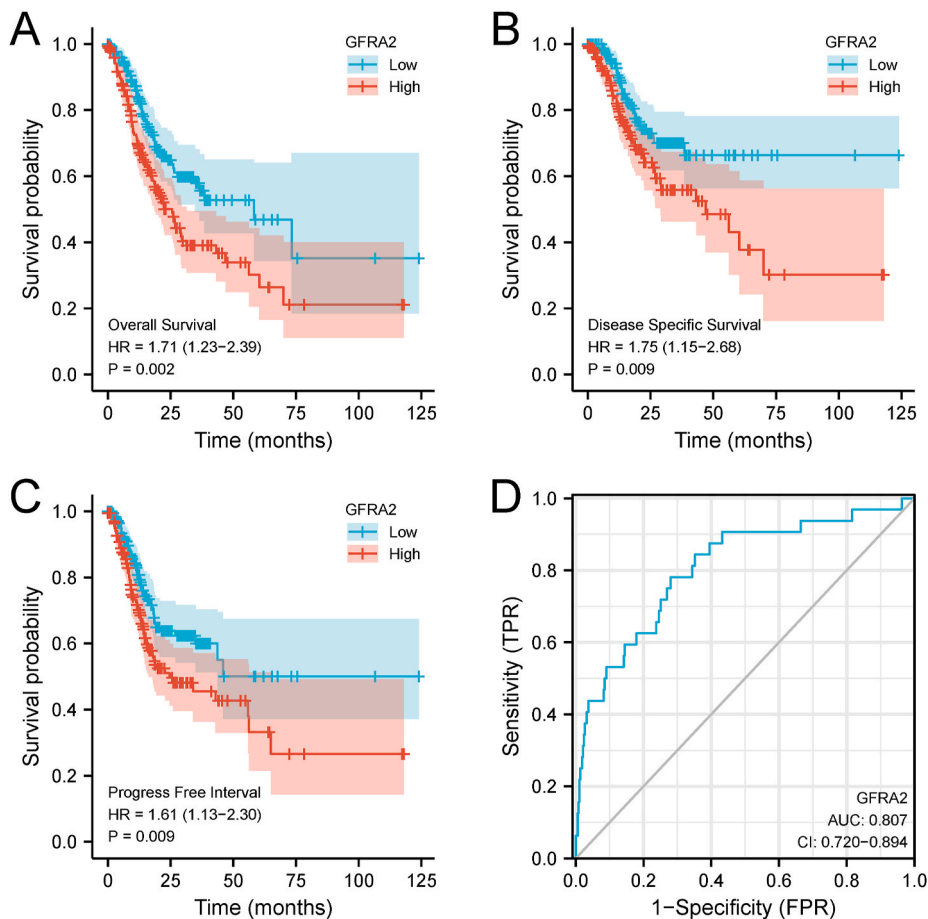 A
GFRA2
Low
High
Survival probability
1.0
0.8
0.6
0.4
0.2
0.0
Overall Survival
HR = 1.71 (1.23−2.39)
P = 0.002
0 25 50 75 100 125
Time (months)
B
GFRA2
Low
High
Survival probability
1.0
0.8
0.6
0.4
0.2
0.0
Disease Specific Survival
HR = 1.75 (1.15−2.68)
P = 0.009
0 25 50 75 100 125
Time (months)
C
GFRA2
Low
High
Survival probability
1.0
0.8
0.6
0.4
0.2
0.0
Progress Free Interval
HR = 1.61 (1.13−2.30)
P = 0.009
0 25 50 75 100 125
Time (months)
D
Sensitivity (TPR)
1.0
0.8
0.6
0.4
0.2
0.0
GFRA2
AUC: 0.807
CI: 0.720−0.894
0.0 0.2 0.4 0.6 0.8 1.0
1−Specificity (FPR)